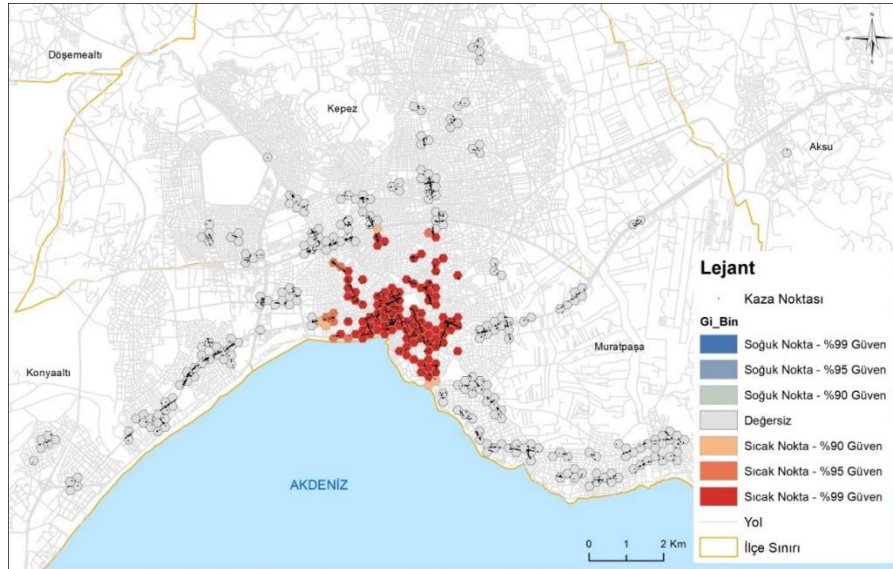 N
W
E
S
Döşemealtı
Kepez
Aksu
Konyaaltı
Muratpaşa
AKDENİZ
0 1 2 Km
Lejant
Kaza Noktası
Gi_Bin
Soğuk Nokta - %99 Güven
Soğuk Nokta - %95 Güven
Soğuk Nokta - %90 Güven
Değersiz
Sıcak Nokta - %90 Güven
Sıcak Nokta - %95 Güven
Sıcak Nokta - %99 Güven
Yol
İlçe Sınırı